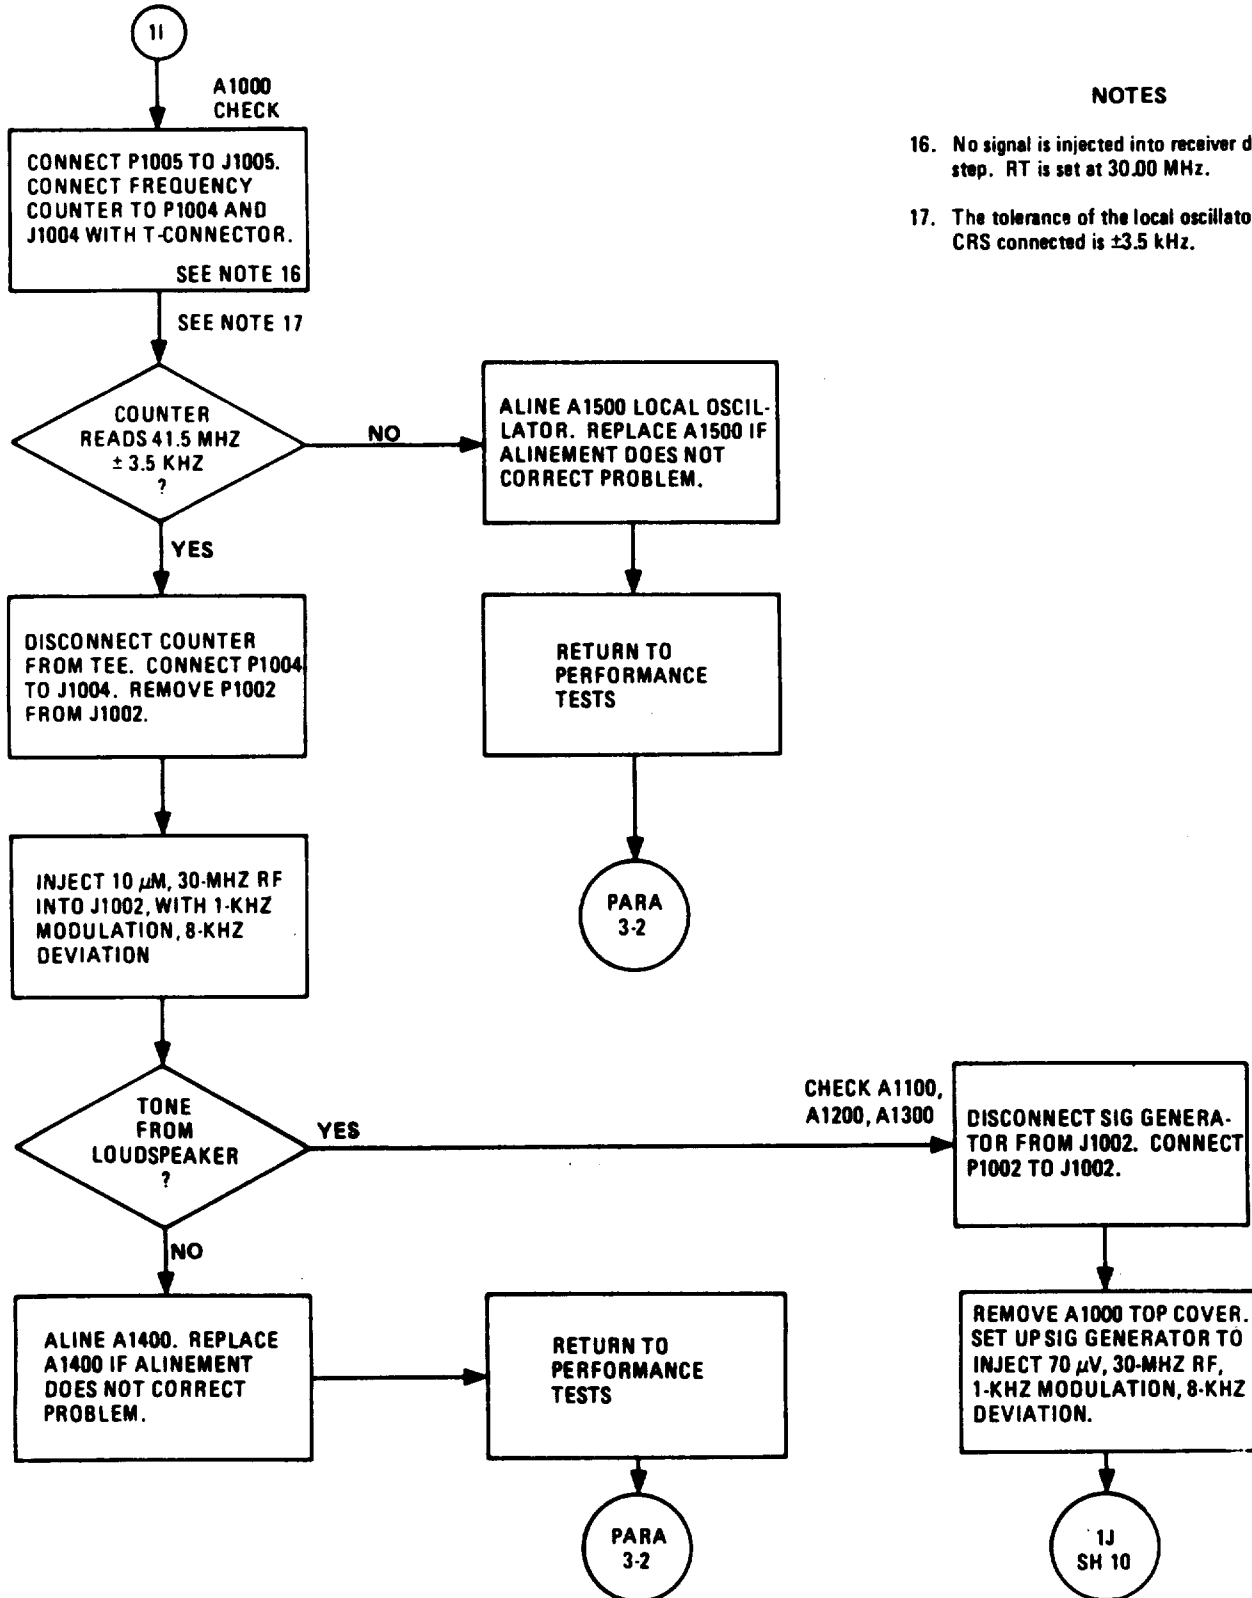 1I
A1000
CHECK
CONNECT P1005 TO J1005.
CONNECT FREQUENCY
COUNTER TO P1004 AND
J1004 WITH T-CONNECTOR.
SEE NOTE 16
SEE NOTE 17
COUNTER
READS 41.5 MHZ
± 3.5 KHZ
?
NO
ALINE A1500 LOCAL OSCIL-
LATOR. REPLACE A1500 IF
ALINEMENT DOES NOT
CORRECT PROBLEM.
YES
DISCONNECT COUNTER
FROM TEE. CONNECT P1004
TO J1004. REMOVE P1002
FROM J1002.
RETURN TO
PERFORMANCE
TESTS
INJECT 10 μM, 30-MHZ RF
INTO J1002, WITH 1-KHZ
MODULATION, 8-KHZ
DEVIATION
PARA
3-2
TONE
FROM
LOUDSPEAKER
?
YES
CHECK A1100,
A1200, A1300
DISCONNECT SIG GENERA-
TOR FROM J1002. CONNECT
P1002 TO J1002.
NO
ALINE A1400. REPLACE
A1400 IF ALINEMENT
DOES NOT CORRECT
PROBLEM.
RETURN TO
PERFORMANCE
TESTS
REMOVE A1000 TOP COVER.
SET UP SIG GENERATOR TO
INJECT 70 μV, 30-MHZ RF,
1-KHZ MODULATION, 8-KHZ
DEVIATION.
PARA
3-2
1J
SH 10
NOTES
16. No signal is injected into receiver d
step. RT is set at 30.00 MHz.
17. The tolerance of the local oscillato
CRS connected is ±3.5 kHz.